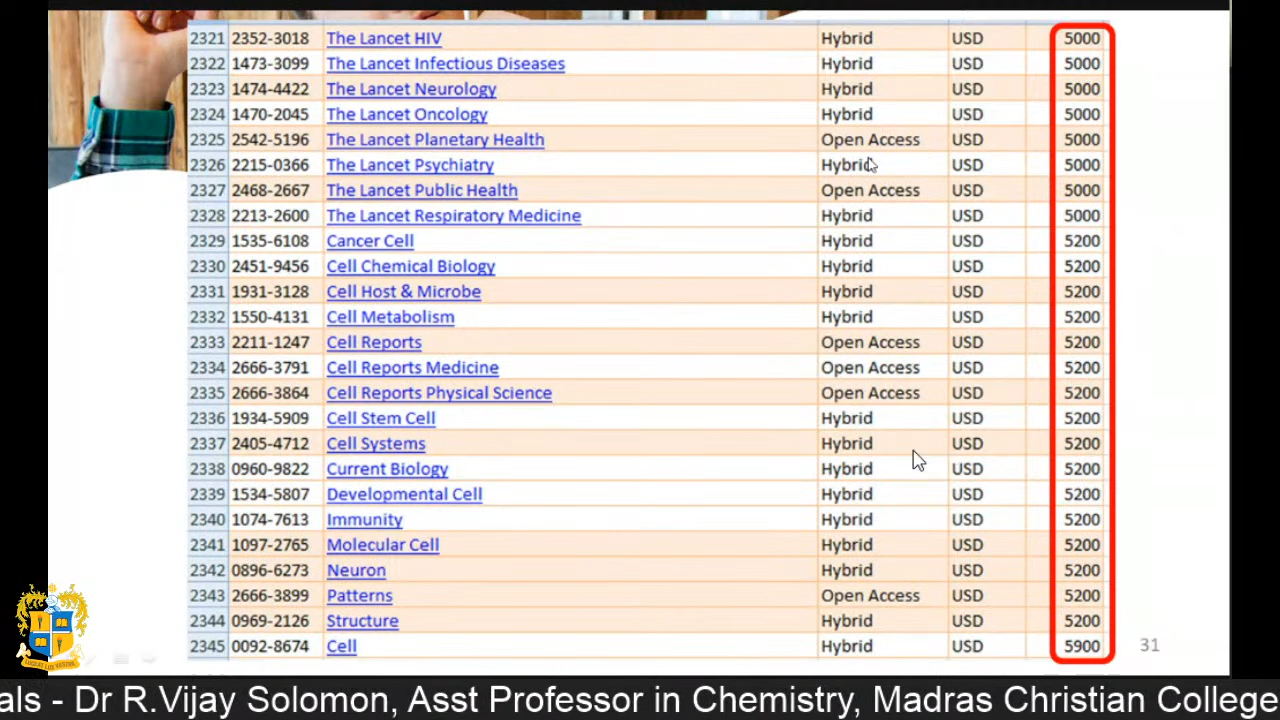 2321 2352-3018 The Lancet HIV Hybrid USD 5000
2322 1473-3099 The Lancet Infectious Diseases Hybrid USD 5000
2323 1474-4422 The Lancet Neurology Hybrid USD 5000
2324 1470-2045 The Lancet Oncology Hybrid USD 5000
2325 2542-5196 The Lancet Planetary Health Open Access USD 5000
2326 2215-0366 The Lancet Psychiatry Hybrid USD 5000
2327 2468-2667 The Lancet Public Health Open Access USD 5000
2328 2213-2600 The Lancet Respiratory Medicine Hybrid USD 5000
2329 1535-6108 Cancer Cell Hybrid USD 5200
2330 2451-9456 Cell Chemical Biology Hybrid USD 5200
2331 1931-3128 Cell Host & Microbe Hybrid USD 5200
2332 1550-4131 Cell Metabolism Hybrid USD 5200
2333 2211-1247 Cell Reports Open Access USD 5200
2334 2666-3791 Cell Reports Medicine Open Access USD 5200
2335 2666-3864 Cell Reports Physical Science Open Access USD 5200
2336 1934-5909 Cell Stem Cell Hybrid USD 5200
2337 2405-4712 Cell Systems Hybrid USD 5200
2338 0960-9822 Current Biology Hybrid USD 5200
2339 1534-5807 Developmental Cell Hybrid USD 5200
2340 1074-7613 Immunity Hybrid USD 5200
2341 1097-2765 Molecular Cell Hybrid USD 5200
2342 0896-6273 Neuron Hybrid USD 5200
2343 2666-3899 Patterns Open Access USD 5200
2344 0969-2126 Structure Hybrid USD 5200
2345 0092-8674 Cell Hybrid USD 5900
31
als - Dr R.Vijay Solomon, Asst Professor in Chemistry, Madras Christian College